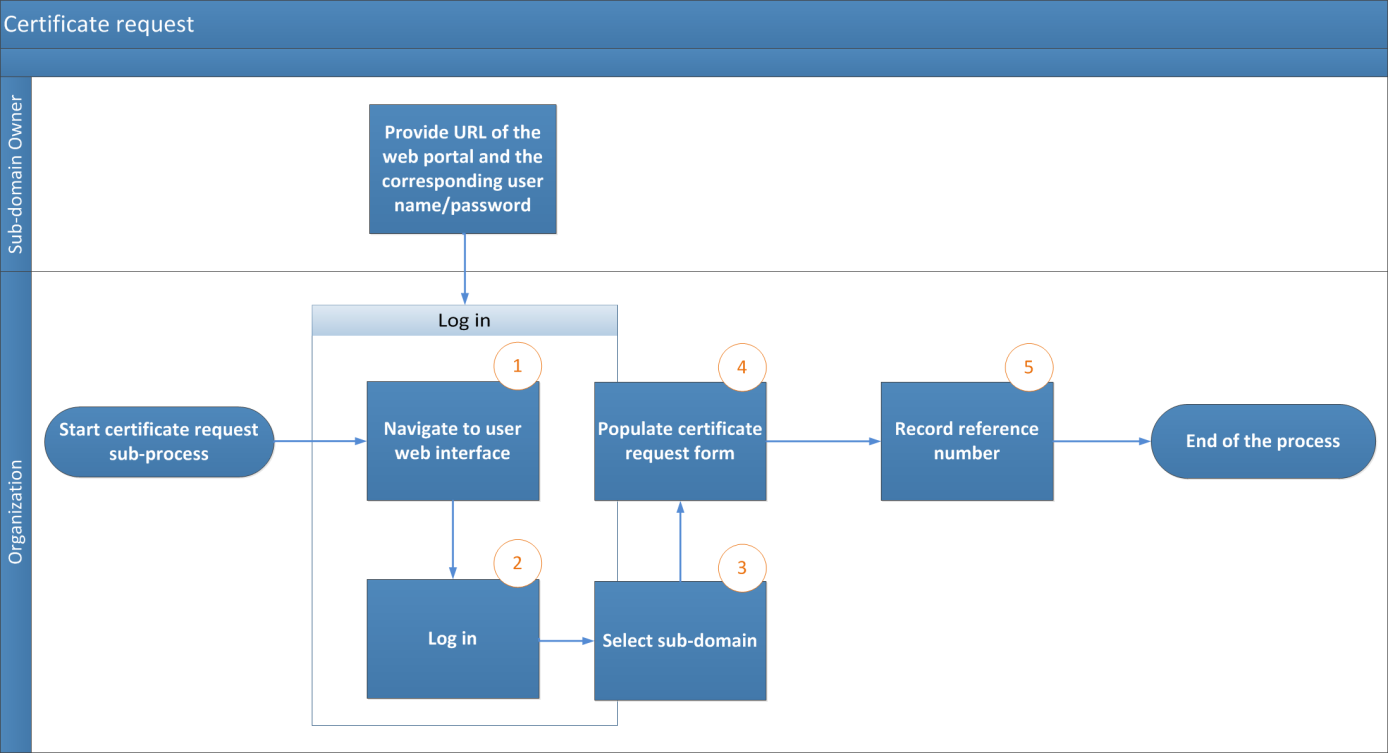 Certificate request
Sub-domain Owner
Provide URL of the
web portal and the
corresponding user
name/password
Organization
Log in
Start certificate request
sub-process
1
Navigate to user
web interface
2
Log in
3
Select sub-domain
4
Populate certificate
request form
5
Record reference
number
End of the process